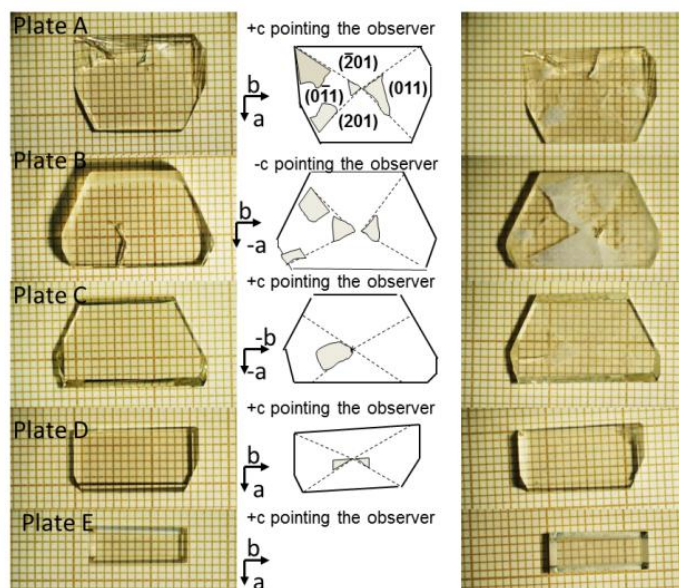 Plate A
+c pointing the observer
(2̅01)
(01̅1)
(011)
(201)
b
a
Plate B
-c pointing the observer
b
-a
Plate C
+c pointing the observer
-b
-a
Plate D
+c pointing the observer
b
a
Plate E
+c pointing the observer
b
a